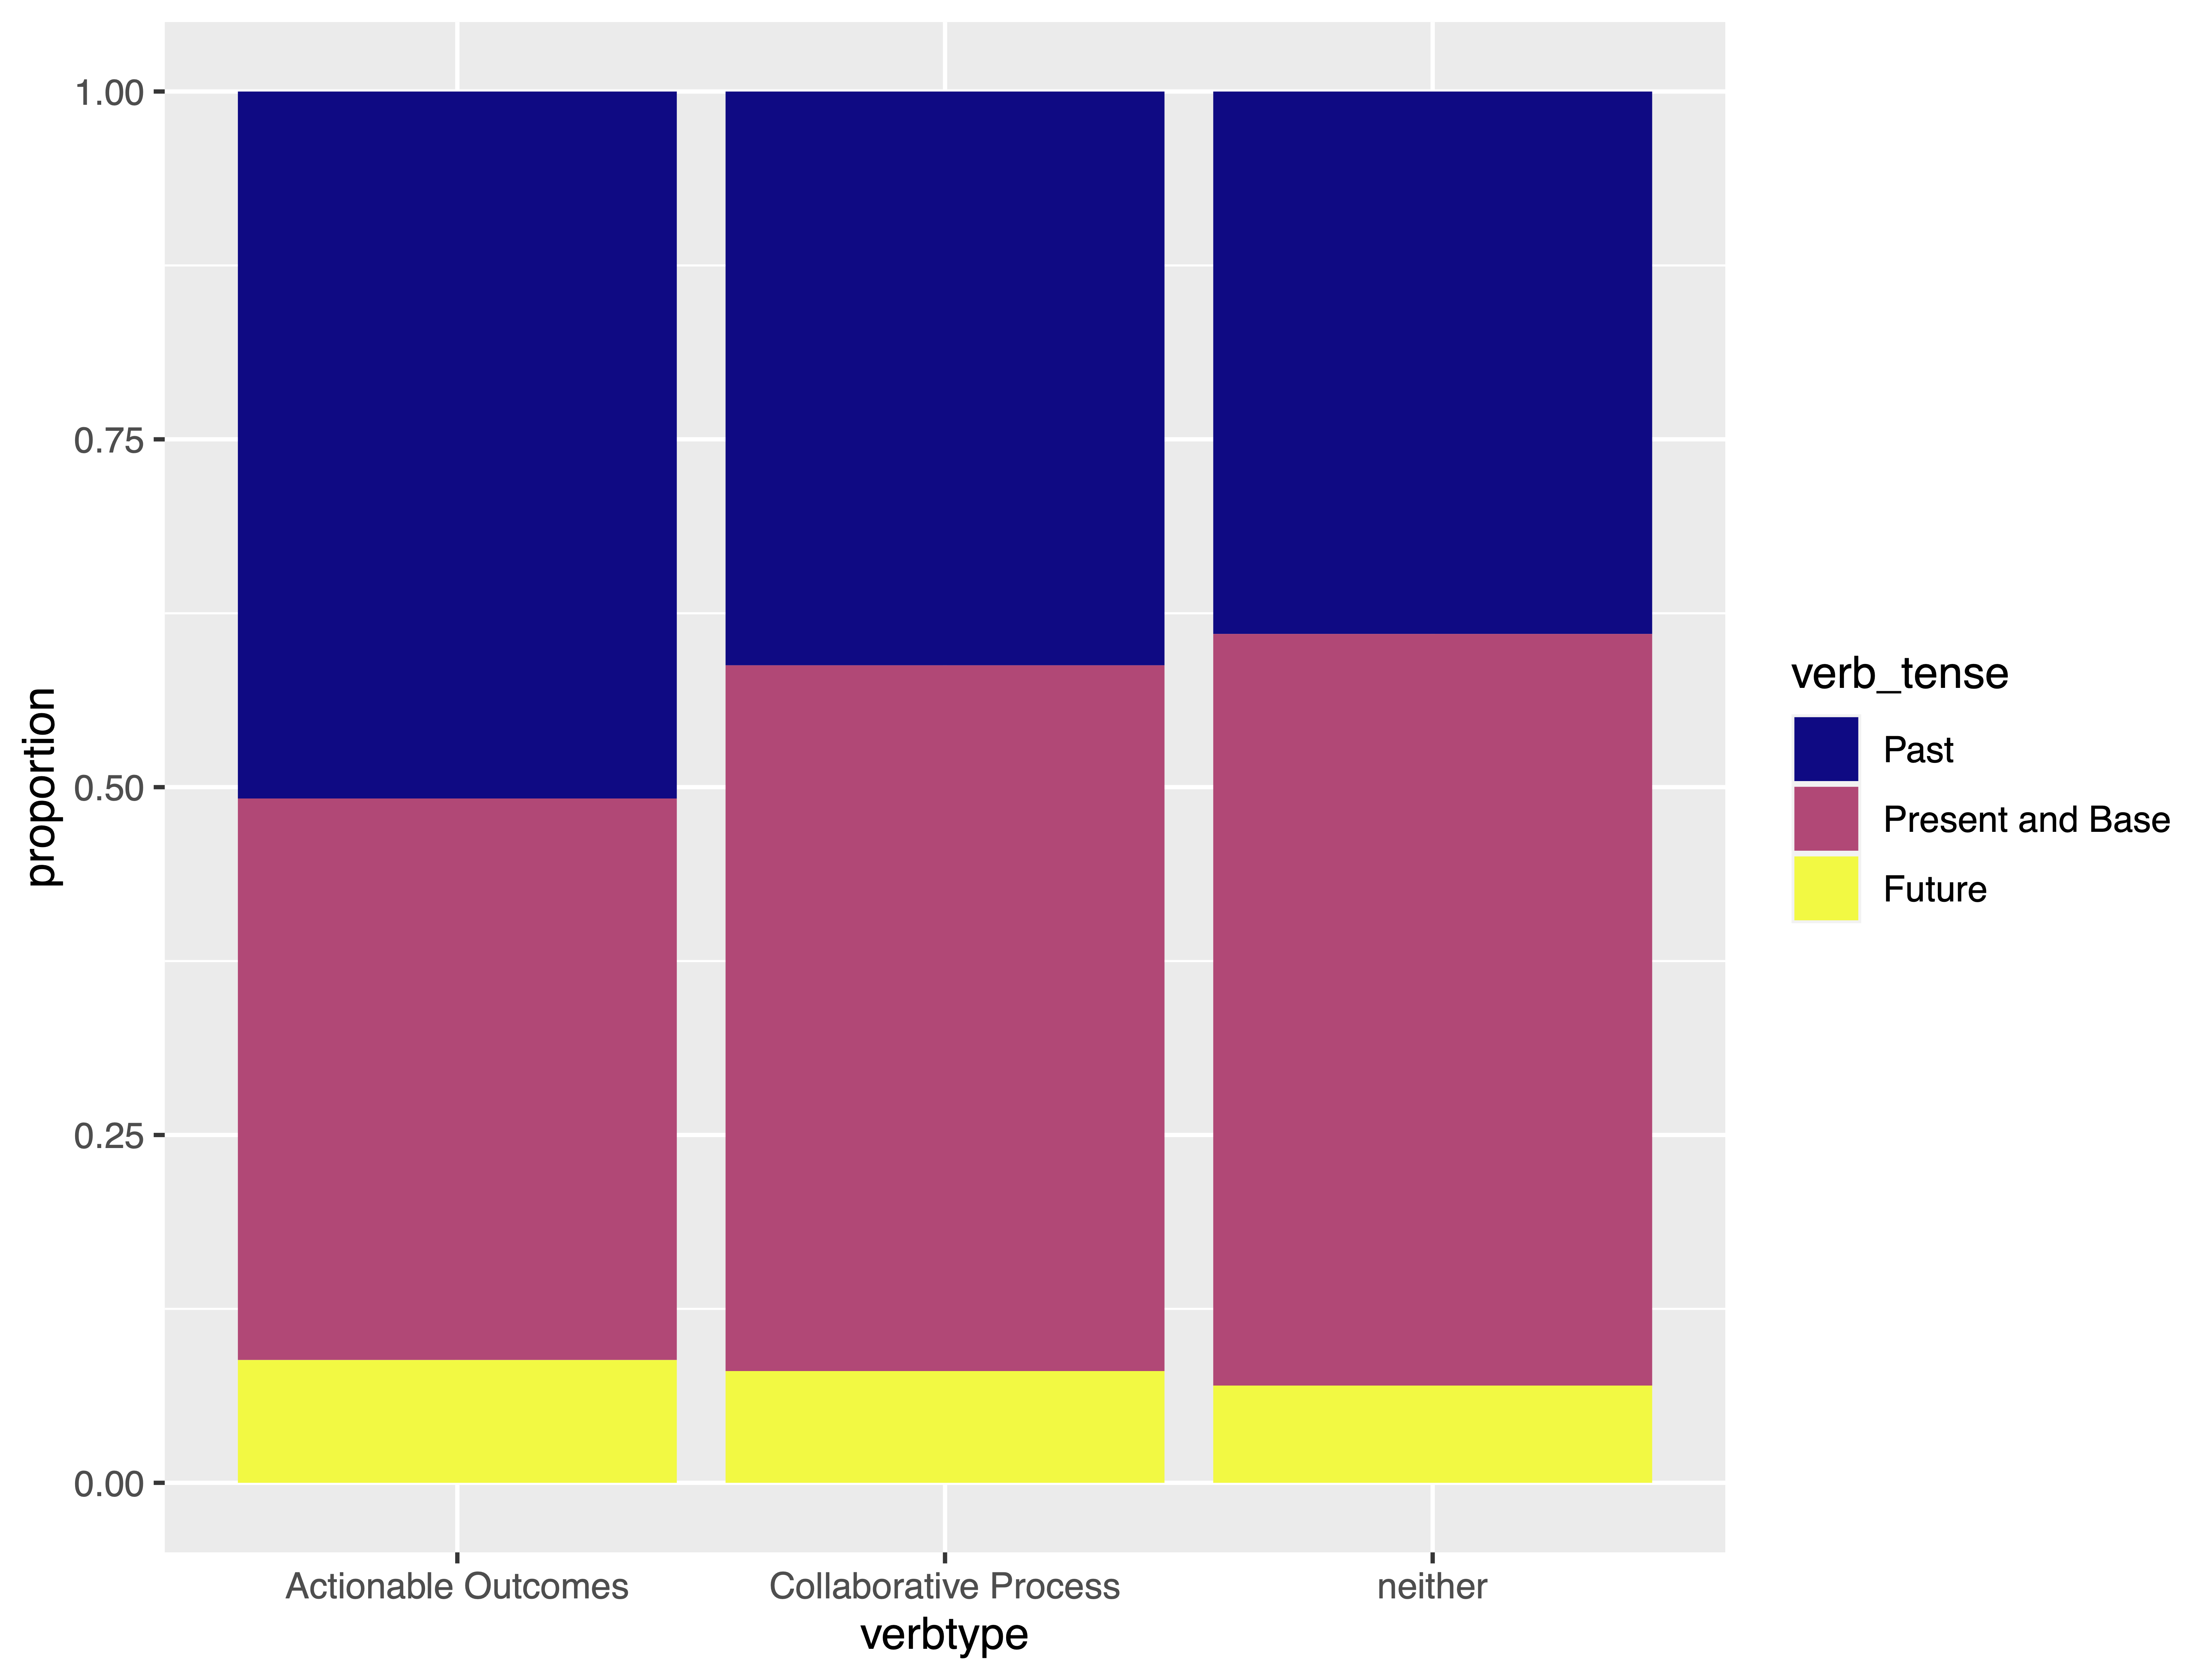 proportion
1.00
0.75
0.50
0.25
0.00
Actionable Outcomes
Collaborative Process
neither
verbtype
verb_tense
Past
Present and Base
Future